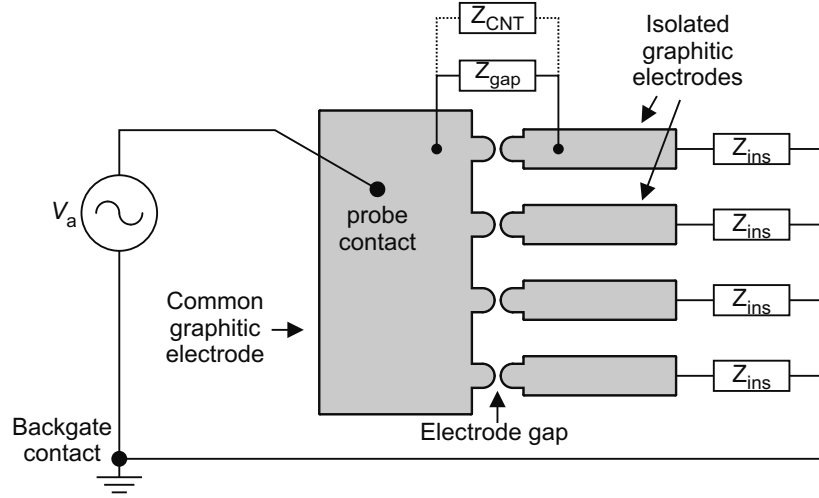 Z_CNT
Z_gap
Isolated
graphitic
electrodes
Z_ins
V_a
probe
contact
Z_ins
Common
graphitic
electrode
Z_ins
Z_ins
Backgate
contact
Electrode gap